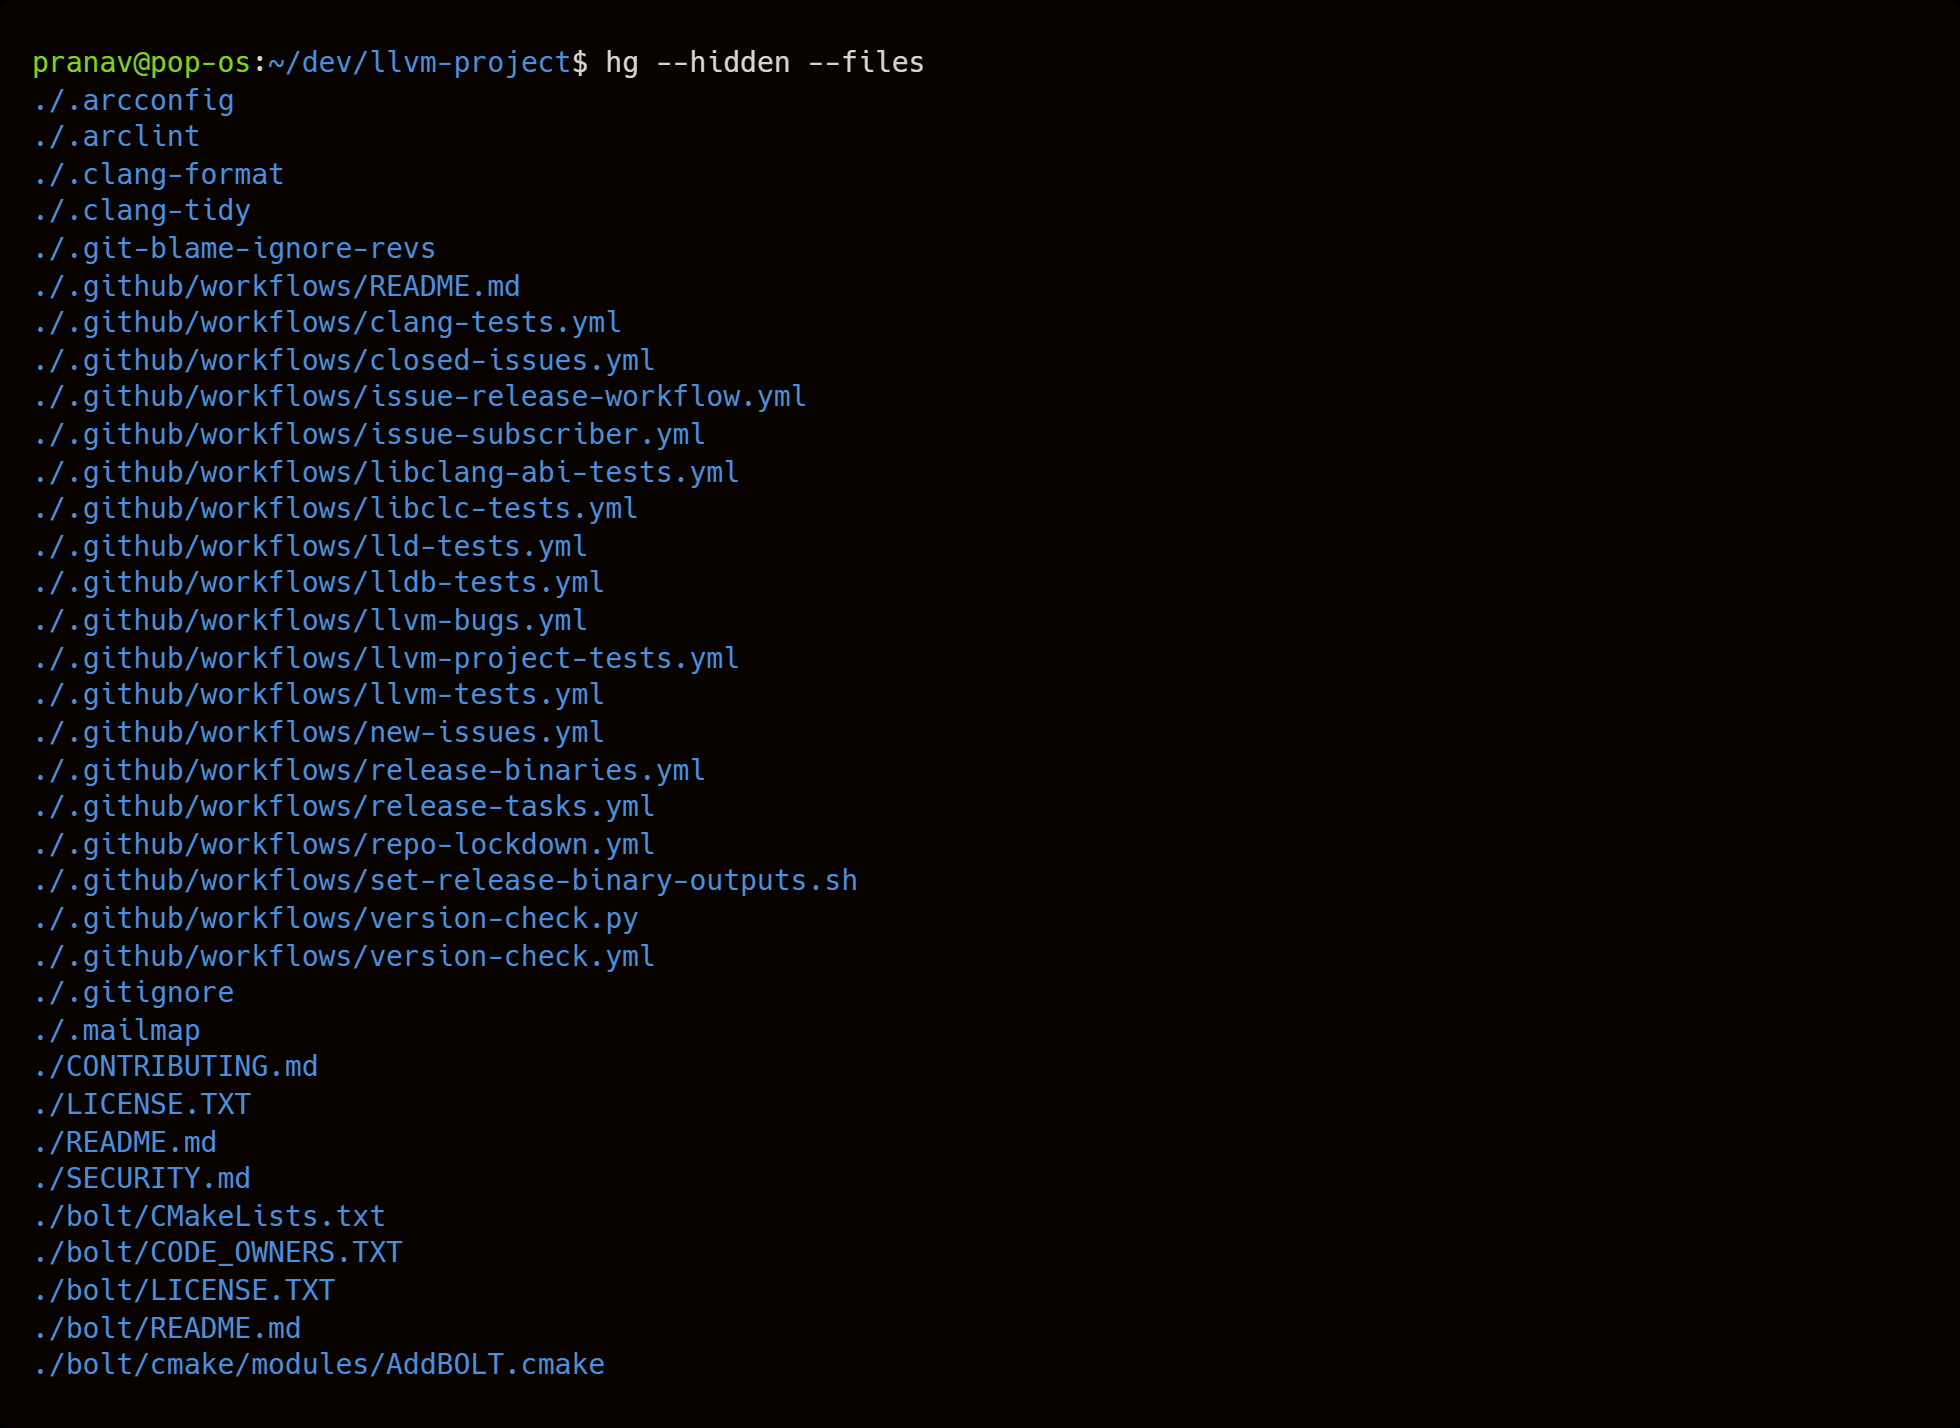 pranav@pop-os:~/dev/llvm-project$ hg --hidden --files
./.arcconfig
./.arclint
./.clang-format
./.clang-tidy
./.git-blame-ignore-revs
./.github/workflows/README.md
./.github/workflows/clang-tests.yml
./.github/workflows/closed-issues.yml
./.github/workflows/issue-release-workflow.yml
./.github/workflows/issue-subscriber.yml
./.github/workflows/libclang-abi-tests.yml
./.github/workflows/libclc-tests.yml
./.github/workflows/lld-tests.yml
./.github/workflows/lldb-tests.yml
./.github/workflows/llvm-bugs.yml
./.github/workflows/llvm-project-tests.yml
./.github/workflows/llvm-tests.yml
./.github/workflows/new-issues.yml
./.github/workflows/release-binaries.yml
./.github/workflows/release-tasks.yml
./.github/workflows/repo-lockdown.yml
./.github/workflows/set-release-binary-outputs.sh
./.github/workflows/version-check.py
./.github/workflows/version-check.yml
./.gitignore
./.mailmap
./CONTRIBUTING.md
./LICENSE.TXT
./README.md
./SECURITY.md
./bolt/CMakeLists.txt
./bolt/CODE_OWNERS.TXT
./bolt/LICENSE.TXT
./bolt/README.md
./bolt/cmake/modules/AddBOLT.cmake